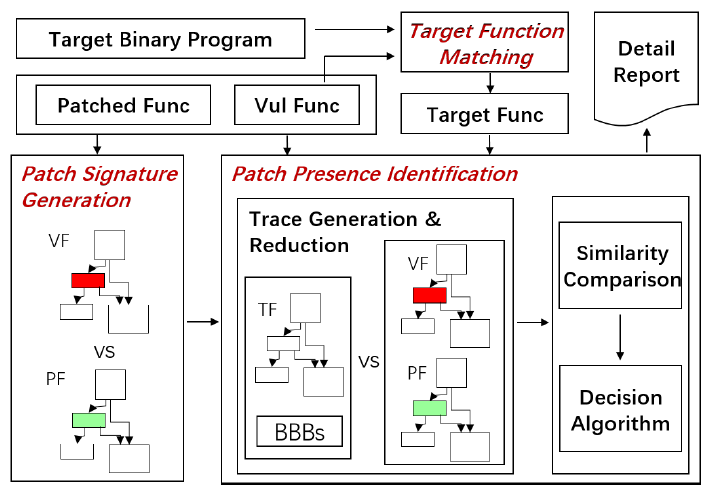 Target Binary Program
Target Function
Matching
Detail
Report
Patched Func
Vul Func
Target Func
Patch Signature
Generation
VF
VS
PF
Patch Presence Identification
Trace Generation &
Reduction
TF
BBBs
VS
VF
PF
Similarity
Comparison
Decision
Algorithm